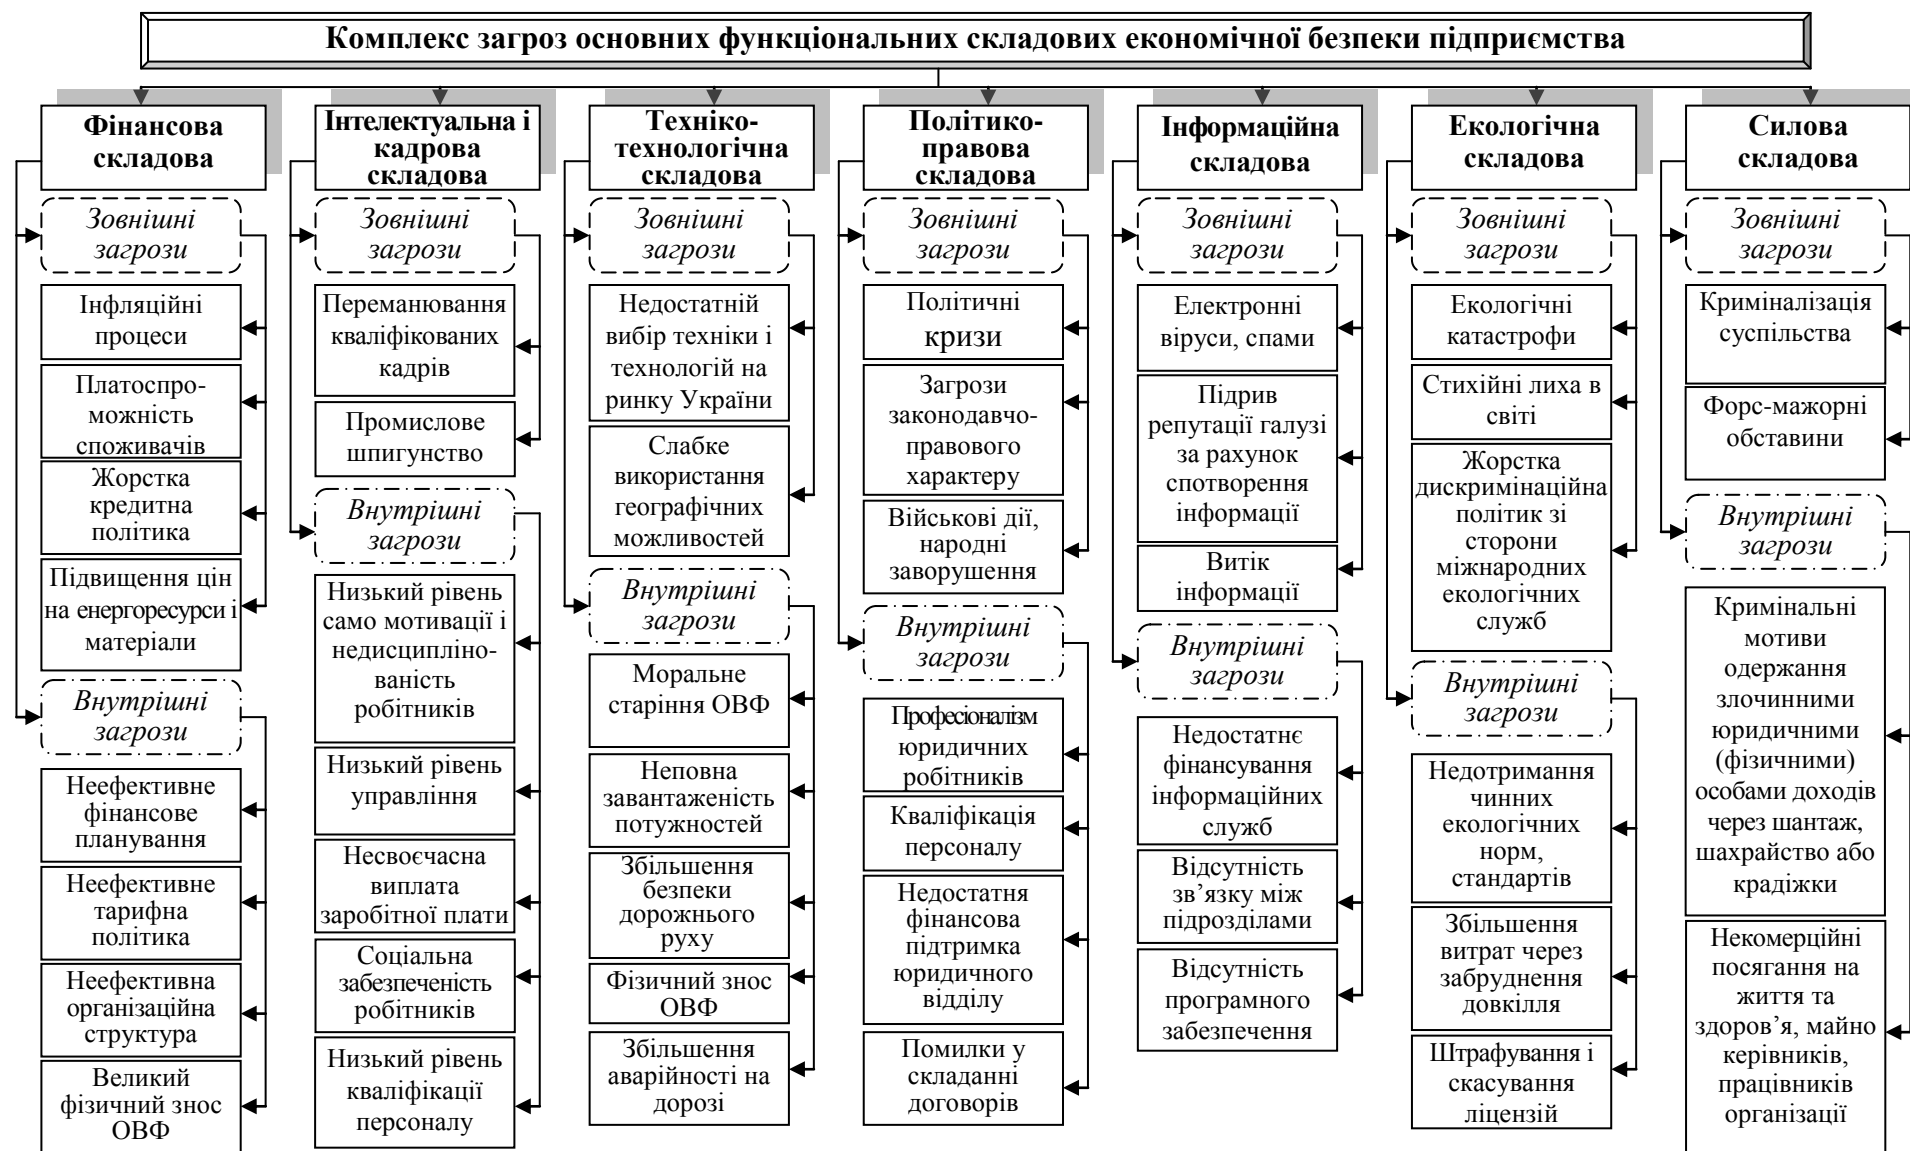 Комплекс загроз основних функціональних складових економічної безпеки підприємства
Фінансова
складова
Зовнішні
загрози
Інфляційні
процеси
Платоспро-
можність
споживачів
Жорстка
кредитна
політика
Підвищення цін
на енергоресурси і
матеріали
Внутрішні
загрози
Неефективне
фінансове
планування
Неефективне
тарифна
політика
Неефективна
організаційна
структура
Великий
фізичний знос
ОВФ
Інтелектуальна і
кадрова
складова
Зовнішні
загрози
Переманювання
кваліфікованих
кадрів
Промислове
шпигунство
Внутрішні
загрози
Низький рівень
само мотивації і
недисципліно-
ваність
робітників
Низький рівень
управління
Несвоєчасна
виплата
заробітної плати
Соціальна
забезпеченість
робітників
Низький рівень
кваліфікації
персоналу
Техніко-
технологічна
складова
Зовнішні
загрози
Недостатній
вибір техніки і
технологій на
ринку України
Слабке
використання
географічних
можливостей
Внутрішні
загрози
Моральне
старіння ОВФ
Неповна
завантаженість
потужностей
Збільшення
безпеки
дорожнього
руху
Фізичний знос
ОВФ
Збільшення
аварійності на
дорозі
Політико-
правова
складова
Зовнішні
загрози
Політичні
кризи
Загрози
законодавчо-
правового
характеру
Військові дії,
народні
заворушення
Внутрішні
загрози
Професіоналізм
юридичних
робітників
Кваліфікація
персоналу
Недостатня
фінансова
підтримка
юридичного
відділу
Помилки у
складанні
договорів
Інформаційна
складова
Зовнішні
загрози
Електронні
віруси, спами
Підрив
репутації галузі
за рахунок
спотворення
інформації
Витік
інформації
Внутрішні
загрози
Недостатнє
фінансування
інформаційних
служб
Відсутність
зв’язку між
підрозділами
Відсутність
програмного
забезпечення
Екологічна
складова
Зовнішні
загрози
Екологічні
катастрофи
Стихійні лиха в
світі
Жорстка
дискримінаційна
політик зі
сторони
міжнародних
екологічних
служб
Внутрішні
загрози
Недотримання
чинних
екологічних
норм,
стандартів
Збільшення
витрат через
забруднення
довкілля
Штрафування і
скасування
ліцензій
Силова
складова
Зовнішні
загрози
Криміналізація
суспільства
Форс-мажорні
обставини
Внутрішні
загрози
Кримінальні
мотиви
одержання
злочинними
юридичними
(фізичними)
особами доходів
через шантаж,
шахрайство або
крадіжки
Некомерційні
посягання на
життя та
здоров’я, майно
керівників,
працівників
організації